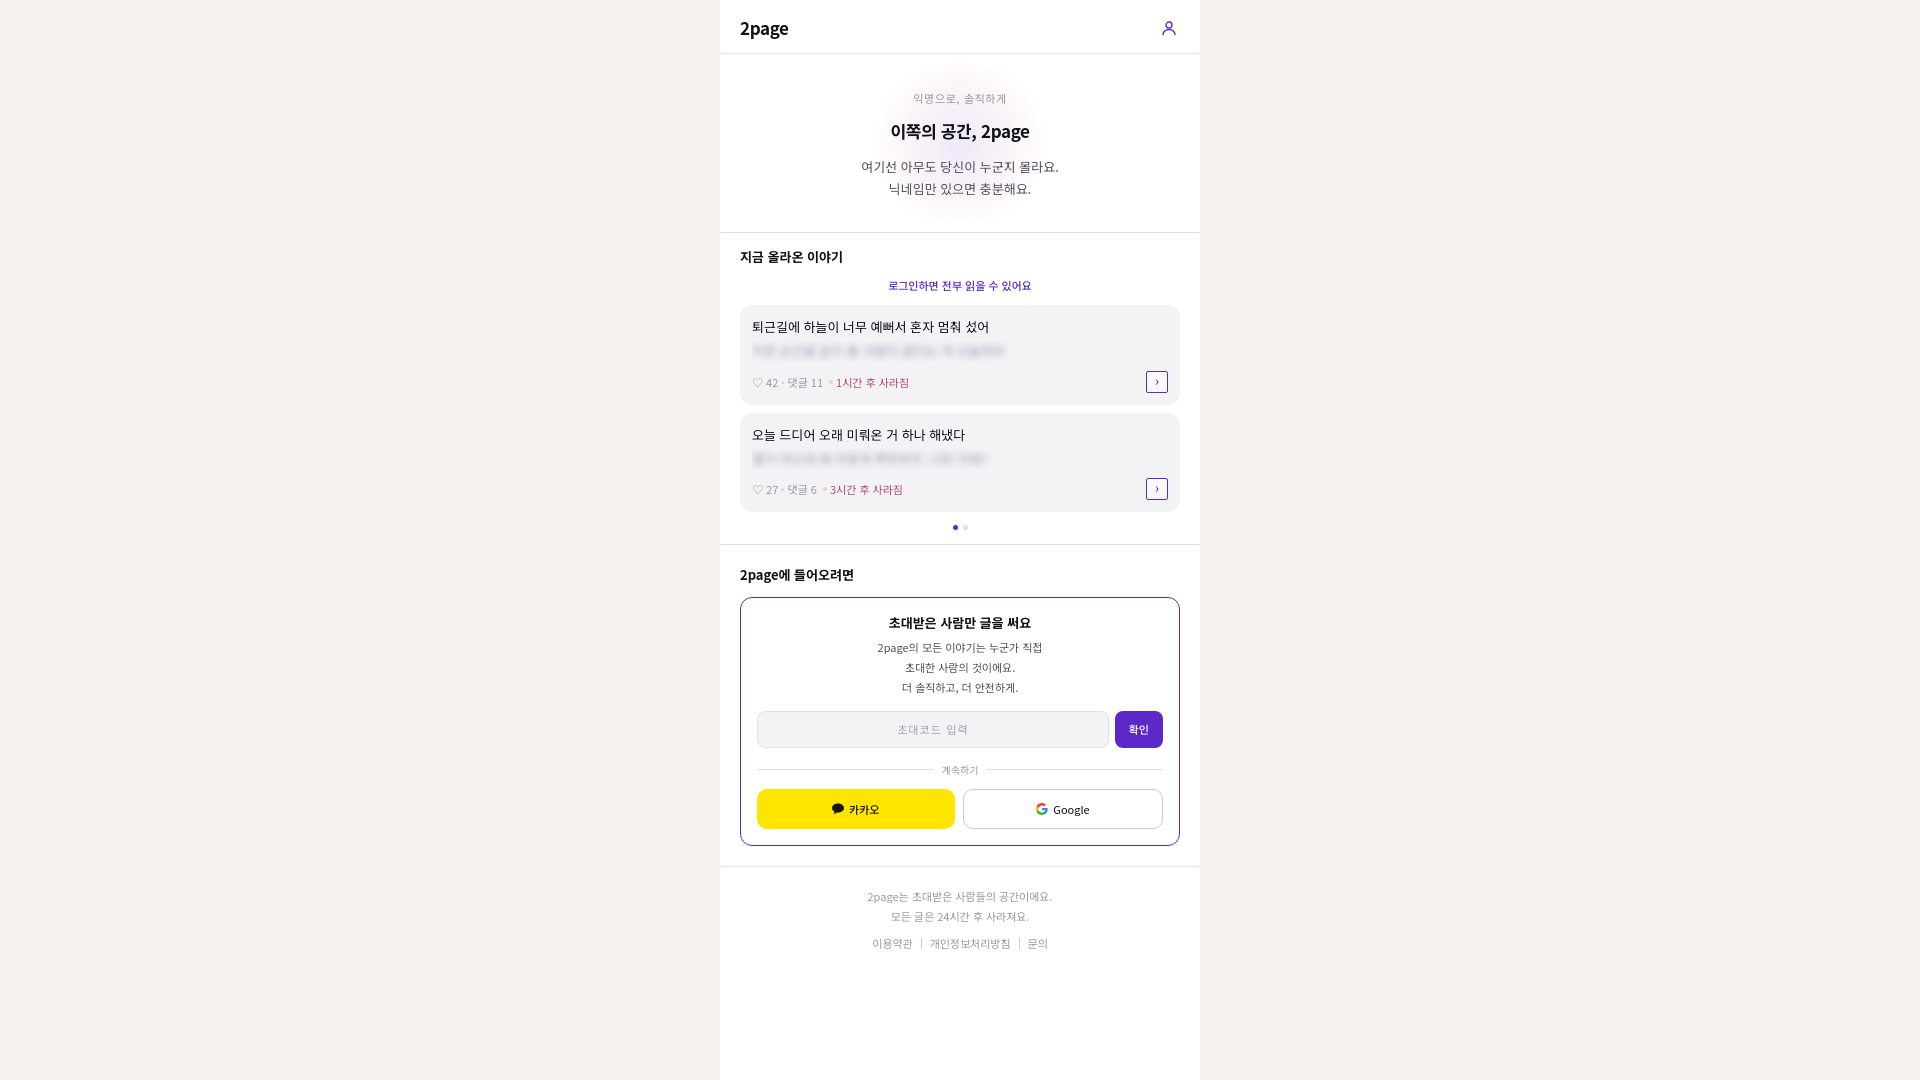 2page
익명으로, 솔직하게
이쪽의 공간, 2page
여기선 아무도 당신이 누군지 몰라요.
닉네임만 있으면 충분해요.
지금 올라온 이야기
로그인하면 전부 읽을 수 있어요
퇴근길에 하늘이 너무 예뻐서 혼자 멈춰 섰어
♡ 42 · 댓글 11 1시간 후 사라짐
›
오늘 드디어 오래 미뤄온 거 하나 해냈다
♡ 27 · 댓글 6 3시간 후 사라짐
›
2page에 들어오려면
초대받은 사람만 글을 써요
2page의 모든 이야기는 누군가 직접
초대한 사람의 것이에요.
더 솔직하고, 더 안전하게.
초대코드 입력
확인
계속하기
카카오
Google
2page는 초대받은 사람들의 공간이에요.
모든 글은 24시간 후 사라져요.
이용약관 | 개인정보처리방침 | 문의